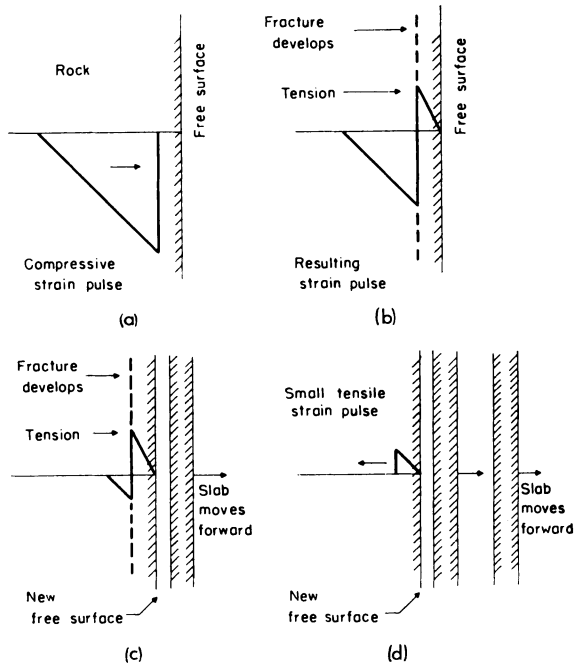 Rock
Free surface
Compressive
strain pulse
(a)
Fracture
develops
Tension
Free surface
Resulting
strain pulse
(b)
Fracture
develops
Tension
Slab
moves
forward
New
free surface
(c)
Small tensile
strain pulse
Slab
moves
forward
New
free surface
(d)